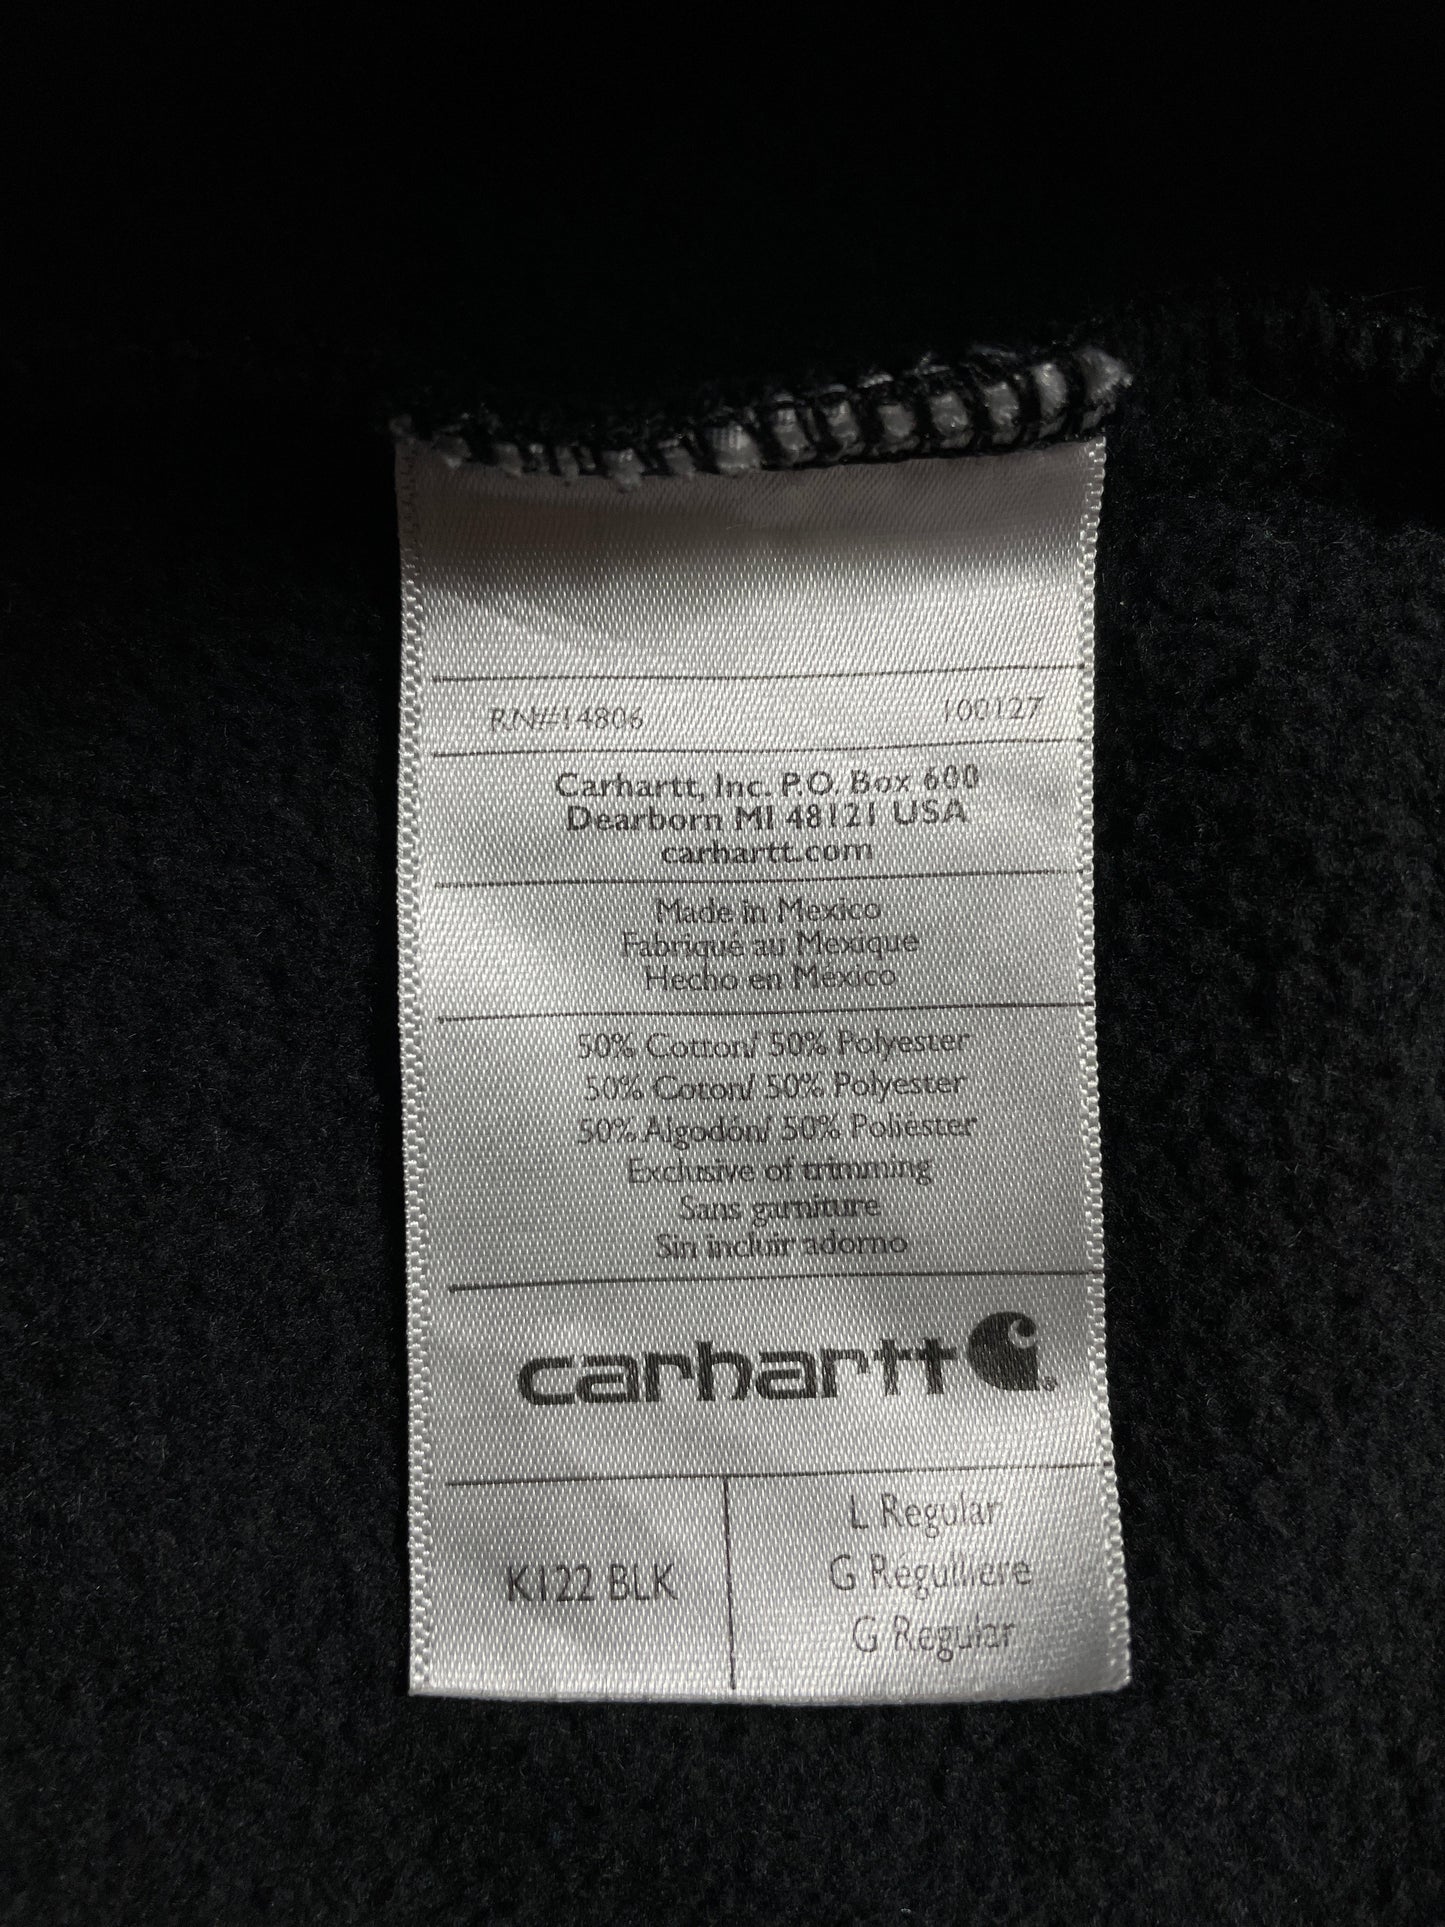 RN#14806 100127
Carhartt, Inc. P.O. Box 600
Dearborn MI 48121 USA
carhartt.com
Made in Mexico
Fabriqué au Mexique
Hecho en México
50% Cotton/ 50% Polyester
50% Coton/ 50% Polyester
50% Algodón/ 50% Poliéster
Exclusive of trimming
Sans garniture
Sin incluir adorno
carhartt
K122 BLK
L Regular
G Regulliere
G Regular